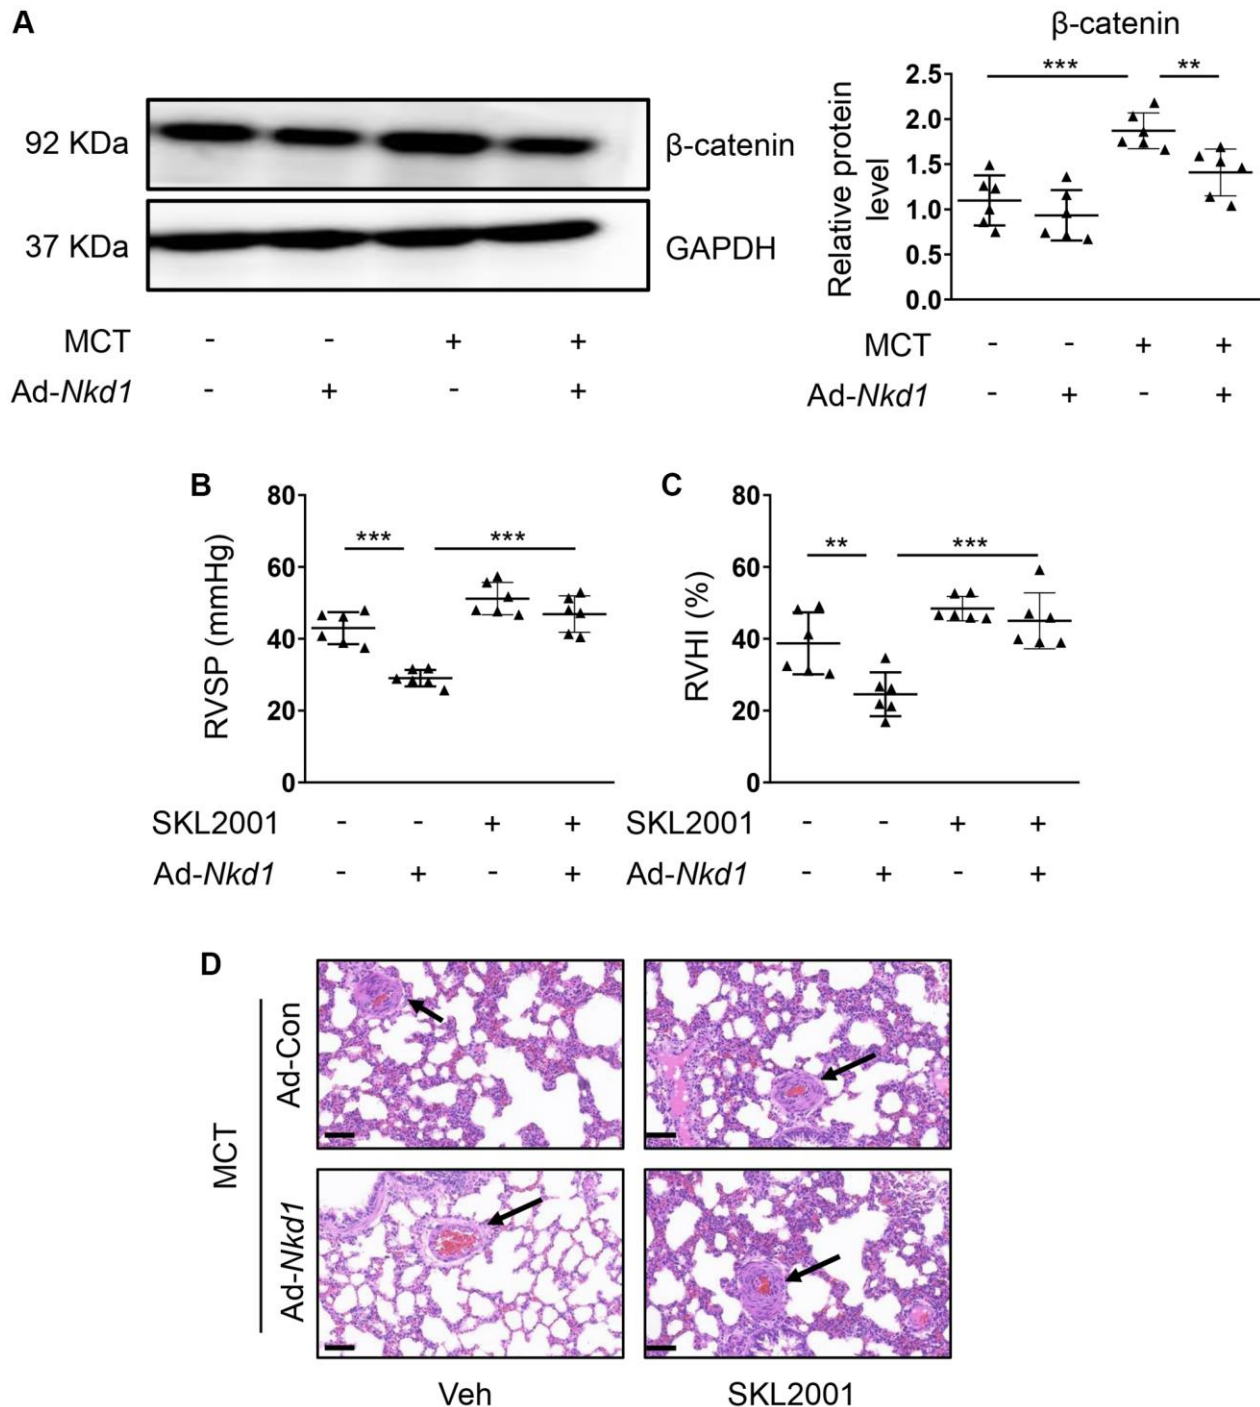 A
β-catenin
92 KDa
β-catenin
37 KDa
GAPDH
MCT - - + +
Ad-Nkd1 - + - +
Relative protein
level
2.5
2.0
1.5
1.0
0.5
0.0
*** **
MCT - - + +
Ad-Nkd1 - + - +
B
RVSP (mmHg)
80
60
40
20
0
*** ***
SKL2001 - - + +
Ad-Nkd1 - + - +
C
RVHI (%)
80
60
40
20
0
** ***
SKL2001 - - + +
Ad-Nkd1 - + - +
D
MCT
Ad-Con
Ad-Nkd1
Veh
SKL2001